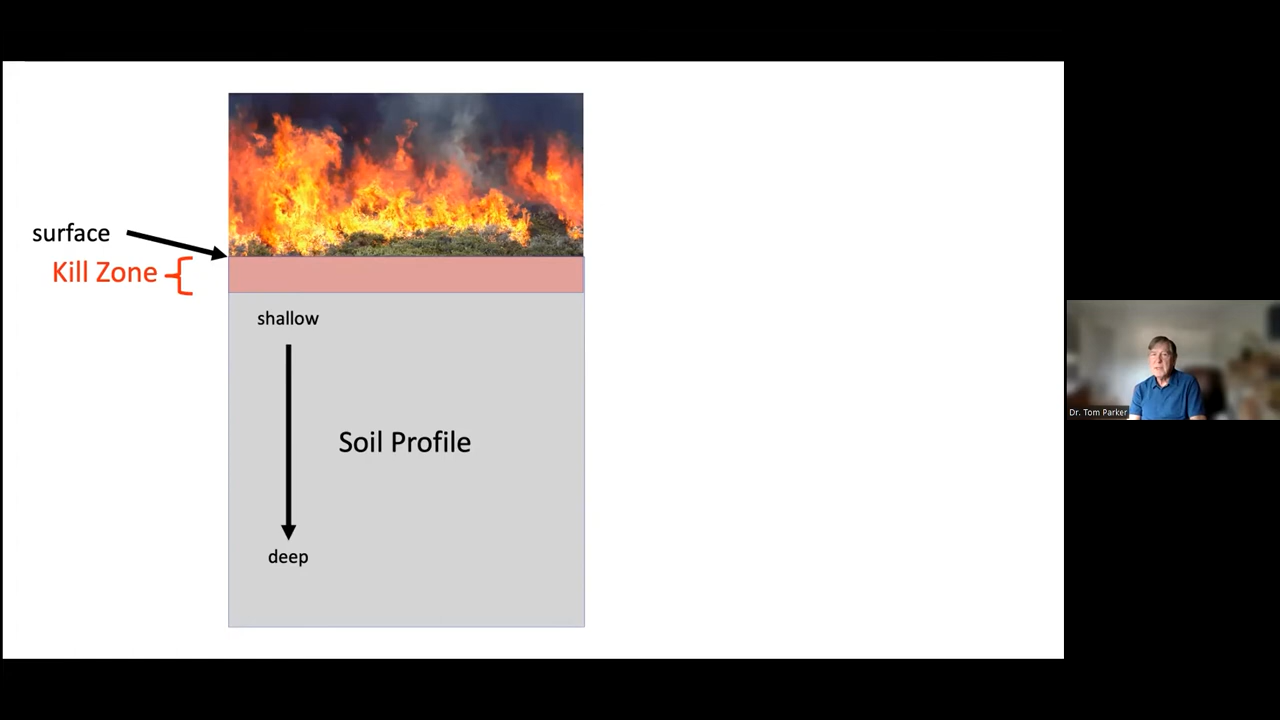 surface
Kill Zone
shallow
Soil Profile
deep
Dr. Tom Parker